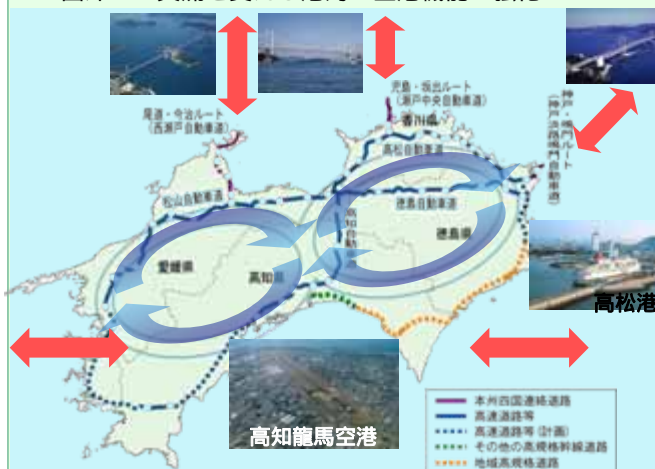 尾道・今治ルート
(西瀬戸自動車道)
児島・坂出ルート
(瀬戸中央自動車道)
香川県
神戸・鳴門ルート
(神戸淡路鳴門自動車道)
高松自動車道
松山自動車道
徳島自動車道
高知自動車道
徳島県
愛媛県
高知県
高松港
高知龍馬空港
本州四国連絡道路
高速道路等
高速道路等(計画)
その他の高規格幹線道路
地域高規格道路